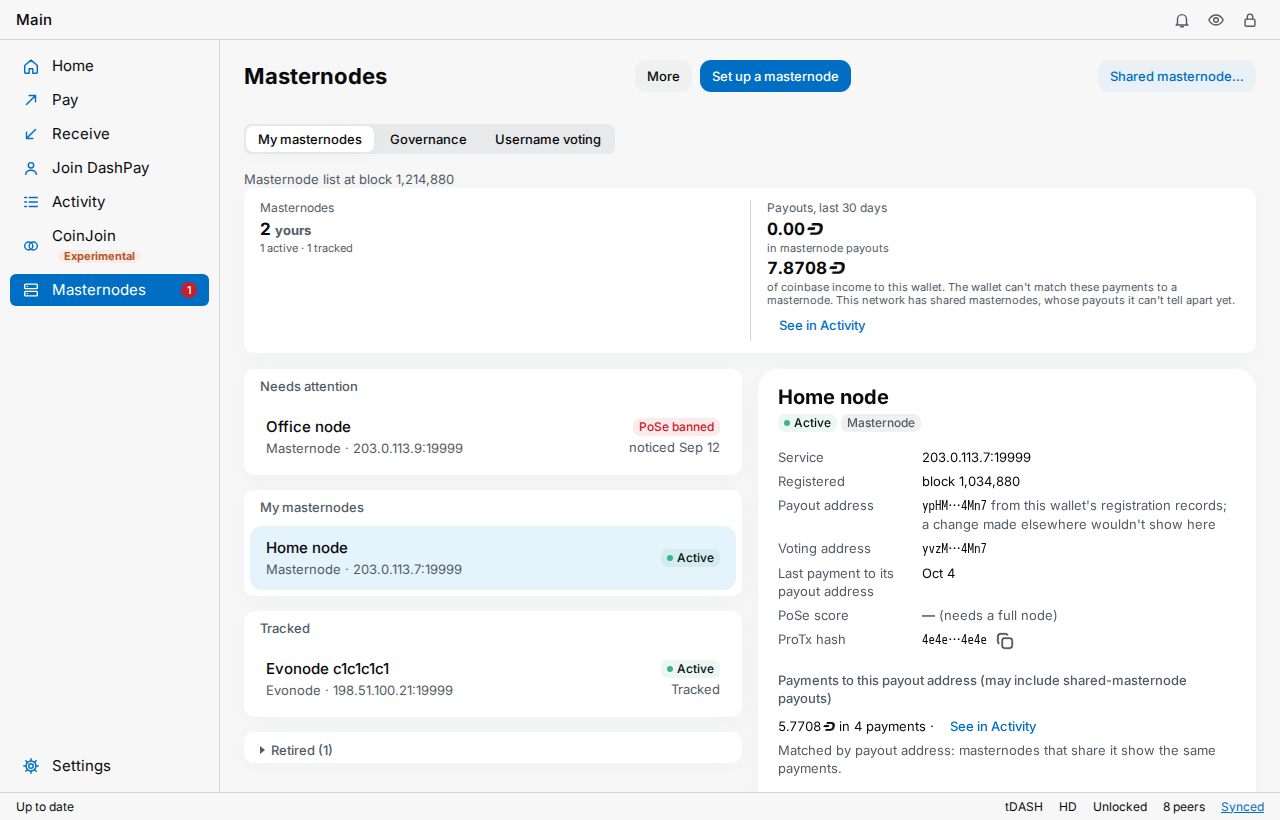 Main
Home
Pay
Receive
Join DashPay
Activity
CoinJoin
Experimental
Masternodes 1
Settings
Masternodes
More
Set up a masternode
Shared masternode...
My masternodes
Governance
Username voting
Masternode list at block 1,214,880
Masternodes
2 yours
1 active · 1 tracked
Payouts, last 30 days
0.00
in masternode payouts
7.8708
of coinbase income to this wallet. The wallet can't match these payments to a
masternode. This network has shared masternodes, whose payouts it can't tell apart yet.
See in Activity
Needs attention
Office node
PoSe banned
Masternode · 203.0.113.9:19999
noticed Sep 12
My masternodes
Home node
Active
Masternode · 203.0.113.7:19999
Tracked
Evonode c1c1c1c1
Active
Evonode · 198.51.100.21:19999
Tracked
Retired (1)
Home node
Active
Masternode
Service 203.0.113.7:19999
Registered block 1,034,880
Payout address ypHM···4Mn7 from this wallet's registration records;
a change made elsewhere wouldn't show here
Voting address yvzM···4Mn7
Last payment to its Oct 4
payout address
PoSe score — (needs a full node)
ProTx hash 4e4e···4e4e
Payments to this payout address (may include shared-masternode
payouts)
5.7708 in 4 payments · See in Activity
Matched by payout address: masternodes that share it show the same
payments.
Up to date
tDASH
HD
Unlocked
8 peers
Synced